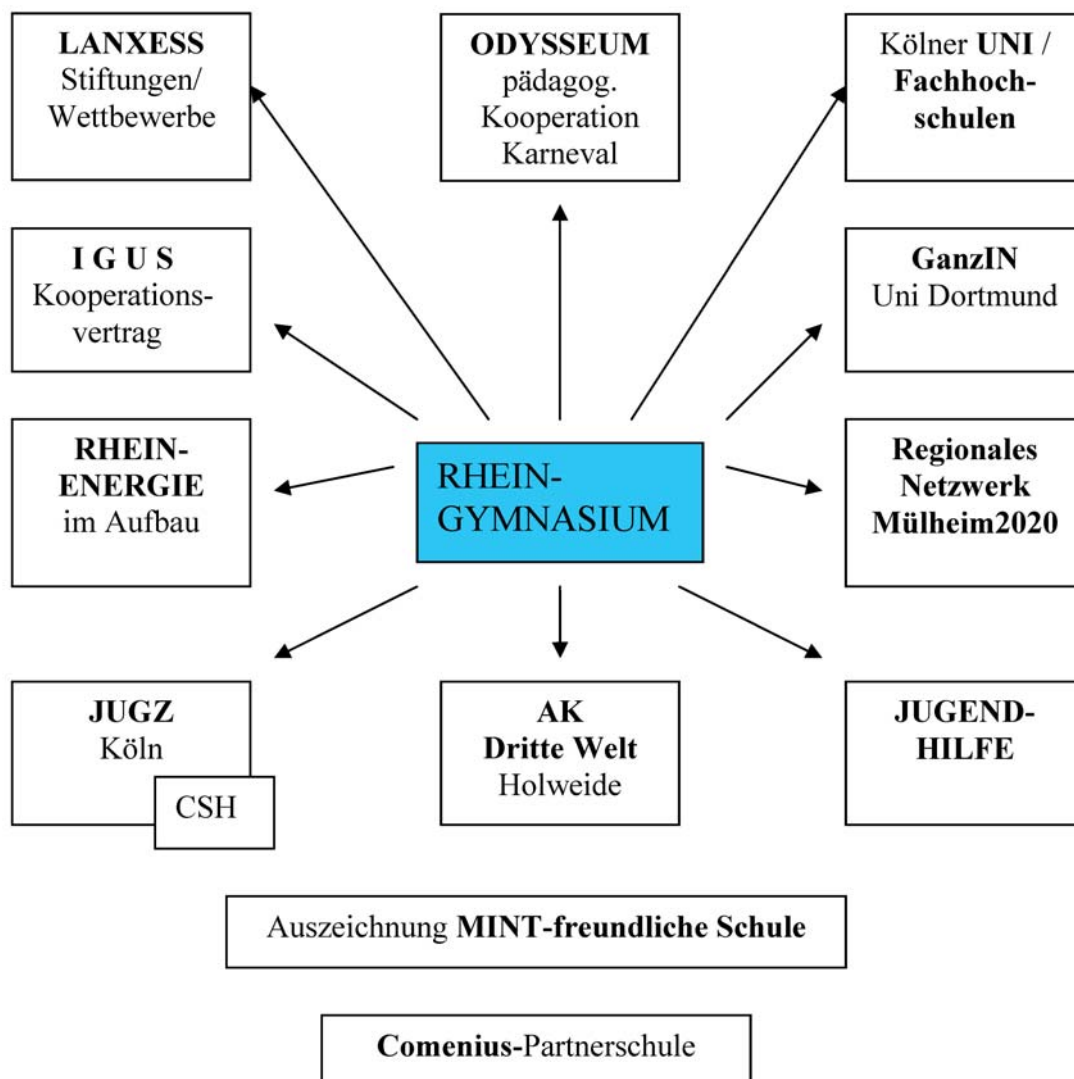 LANXESS
Stiftungen/
Wettbewerbe
ODYSSEUM
pädagog.
Kooperation
Karneval
Kölner UNI /
Fachhoch-
schulen
I G U S
Kooperations-
vertrag
GanzIN
Uni Dortmund
RHEIN-
ENERGIE
im Aufbau
RHEIN-
GYMNASIUM
Regionales
Netzwerk
Mülheim2020
JUGZ
Köln
CSH
AK
Dritte Welt
Holweide
JUGEND-
HILFE
Auszeichnung MINT-freundliche Schule
Comenius-Partnerschule